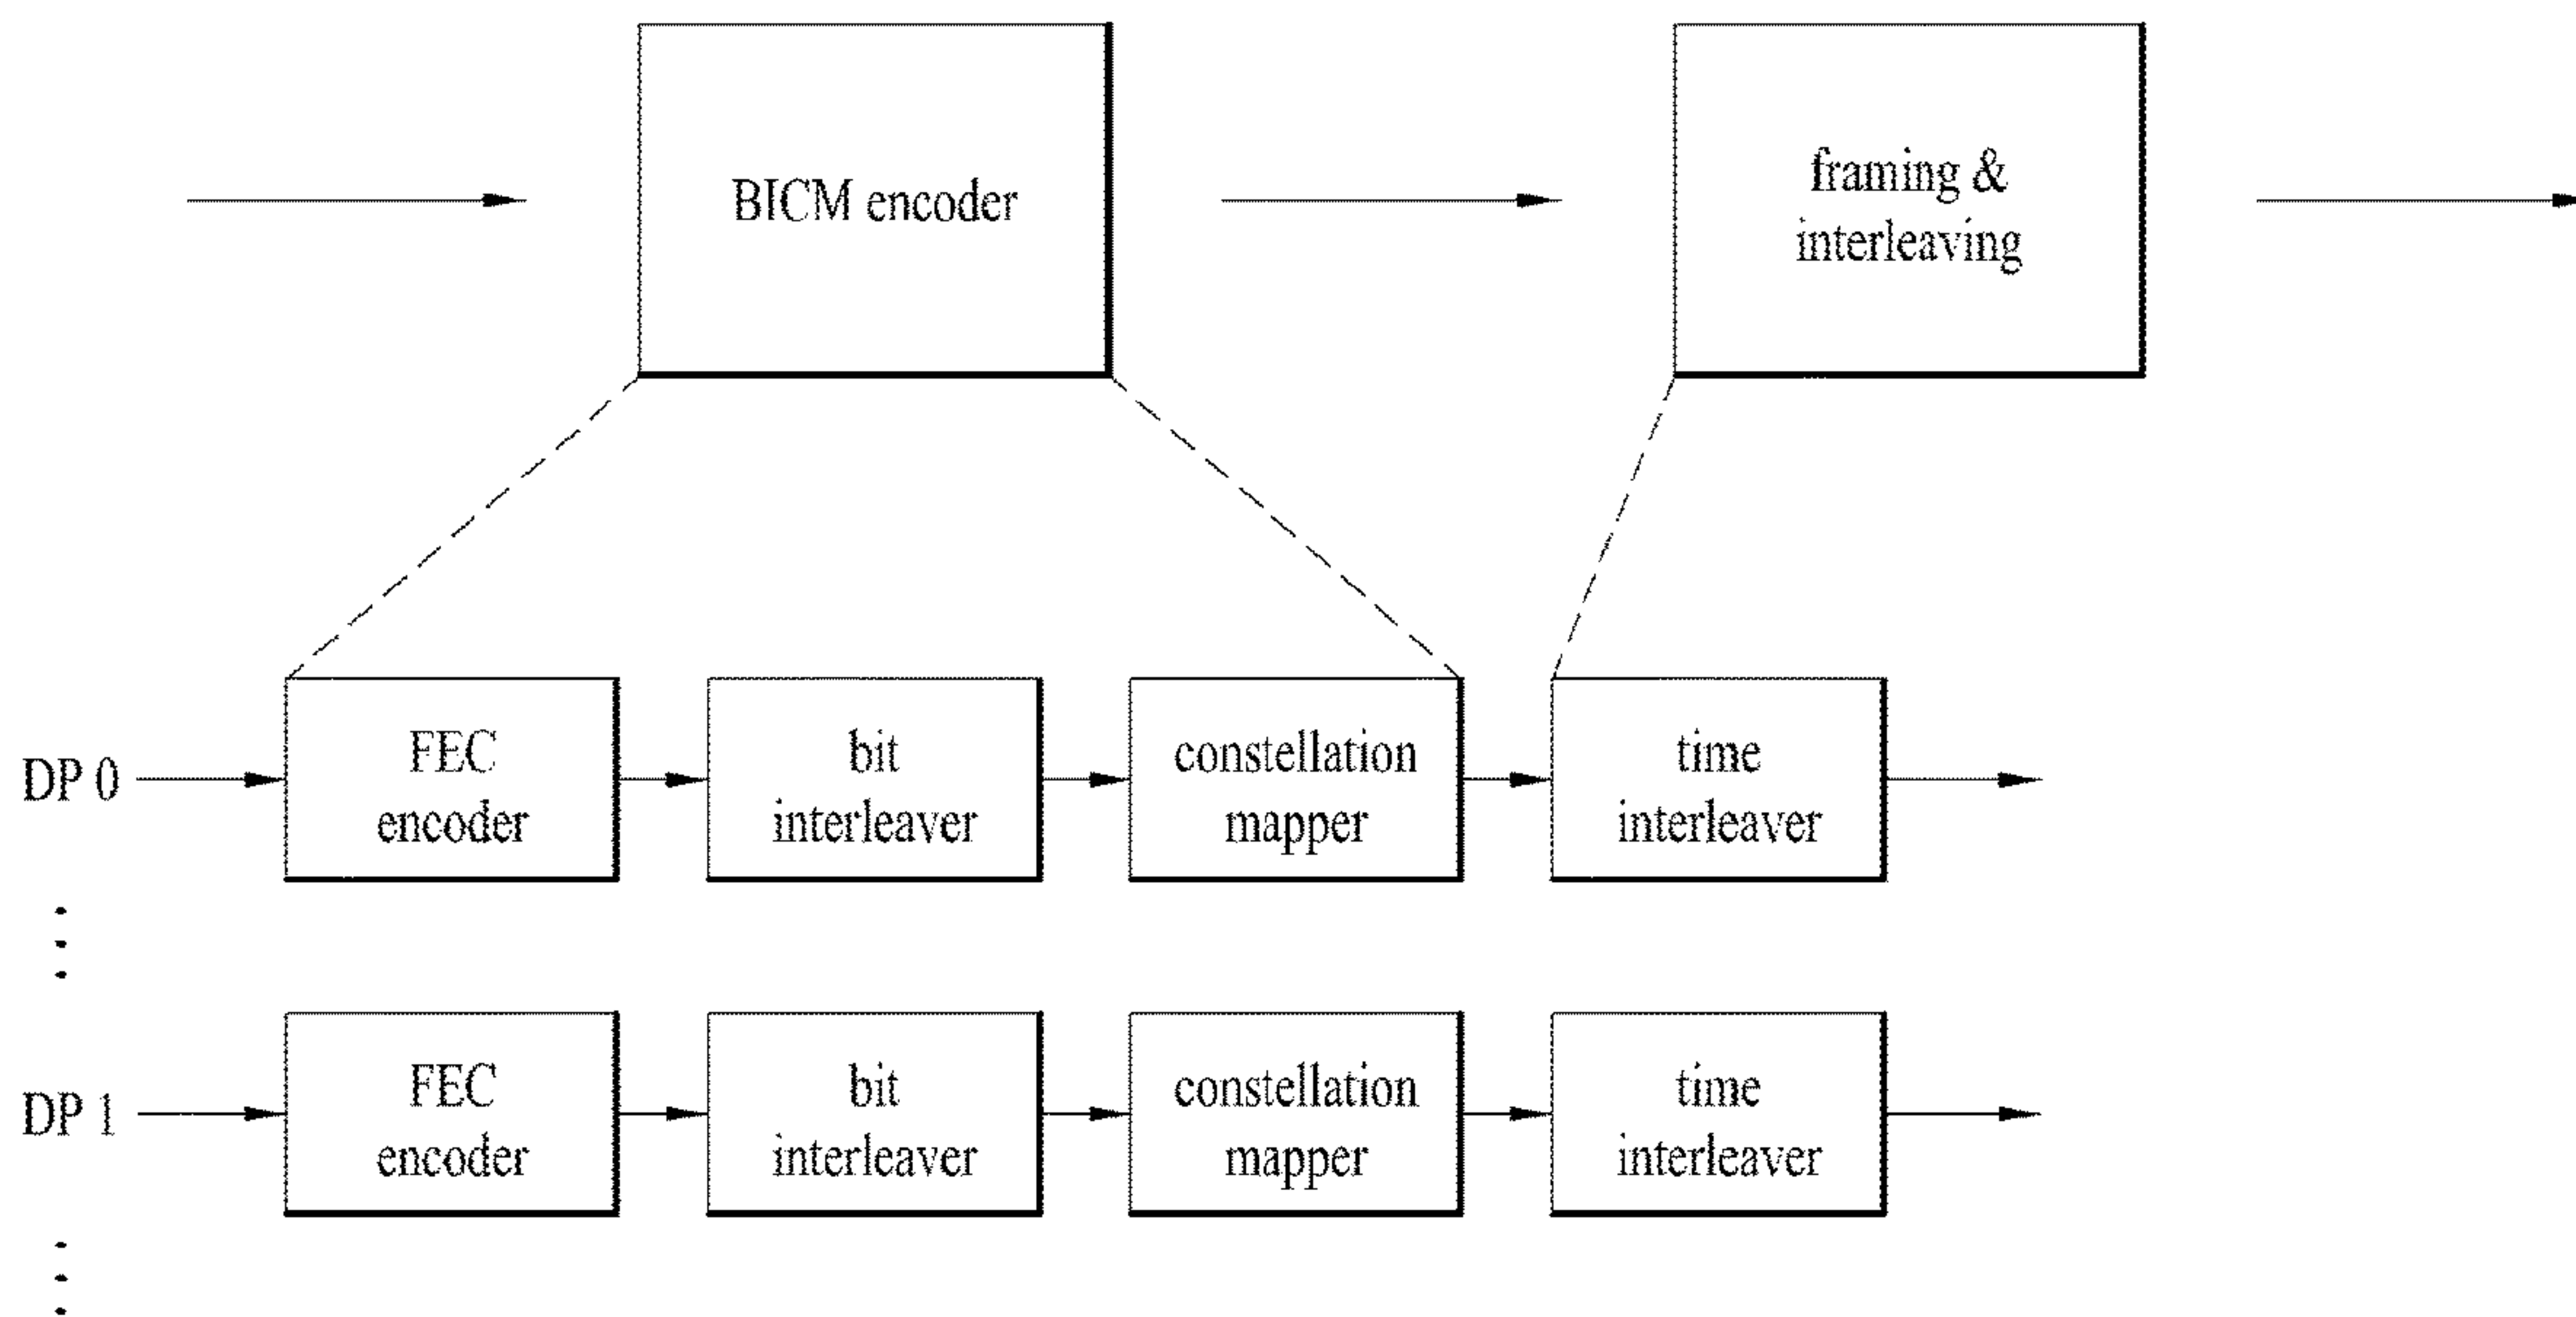 BICM encoder
framing &
interleaving
DP 0
FEC
encoder
bit
interleaver
constellation
mapper
time
interleaver
DP 1
FEC
encoder
bit
interleaver
constellation
mapper
time
interleaver